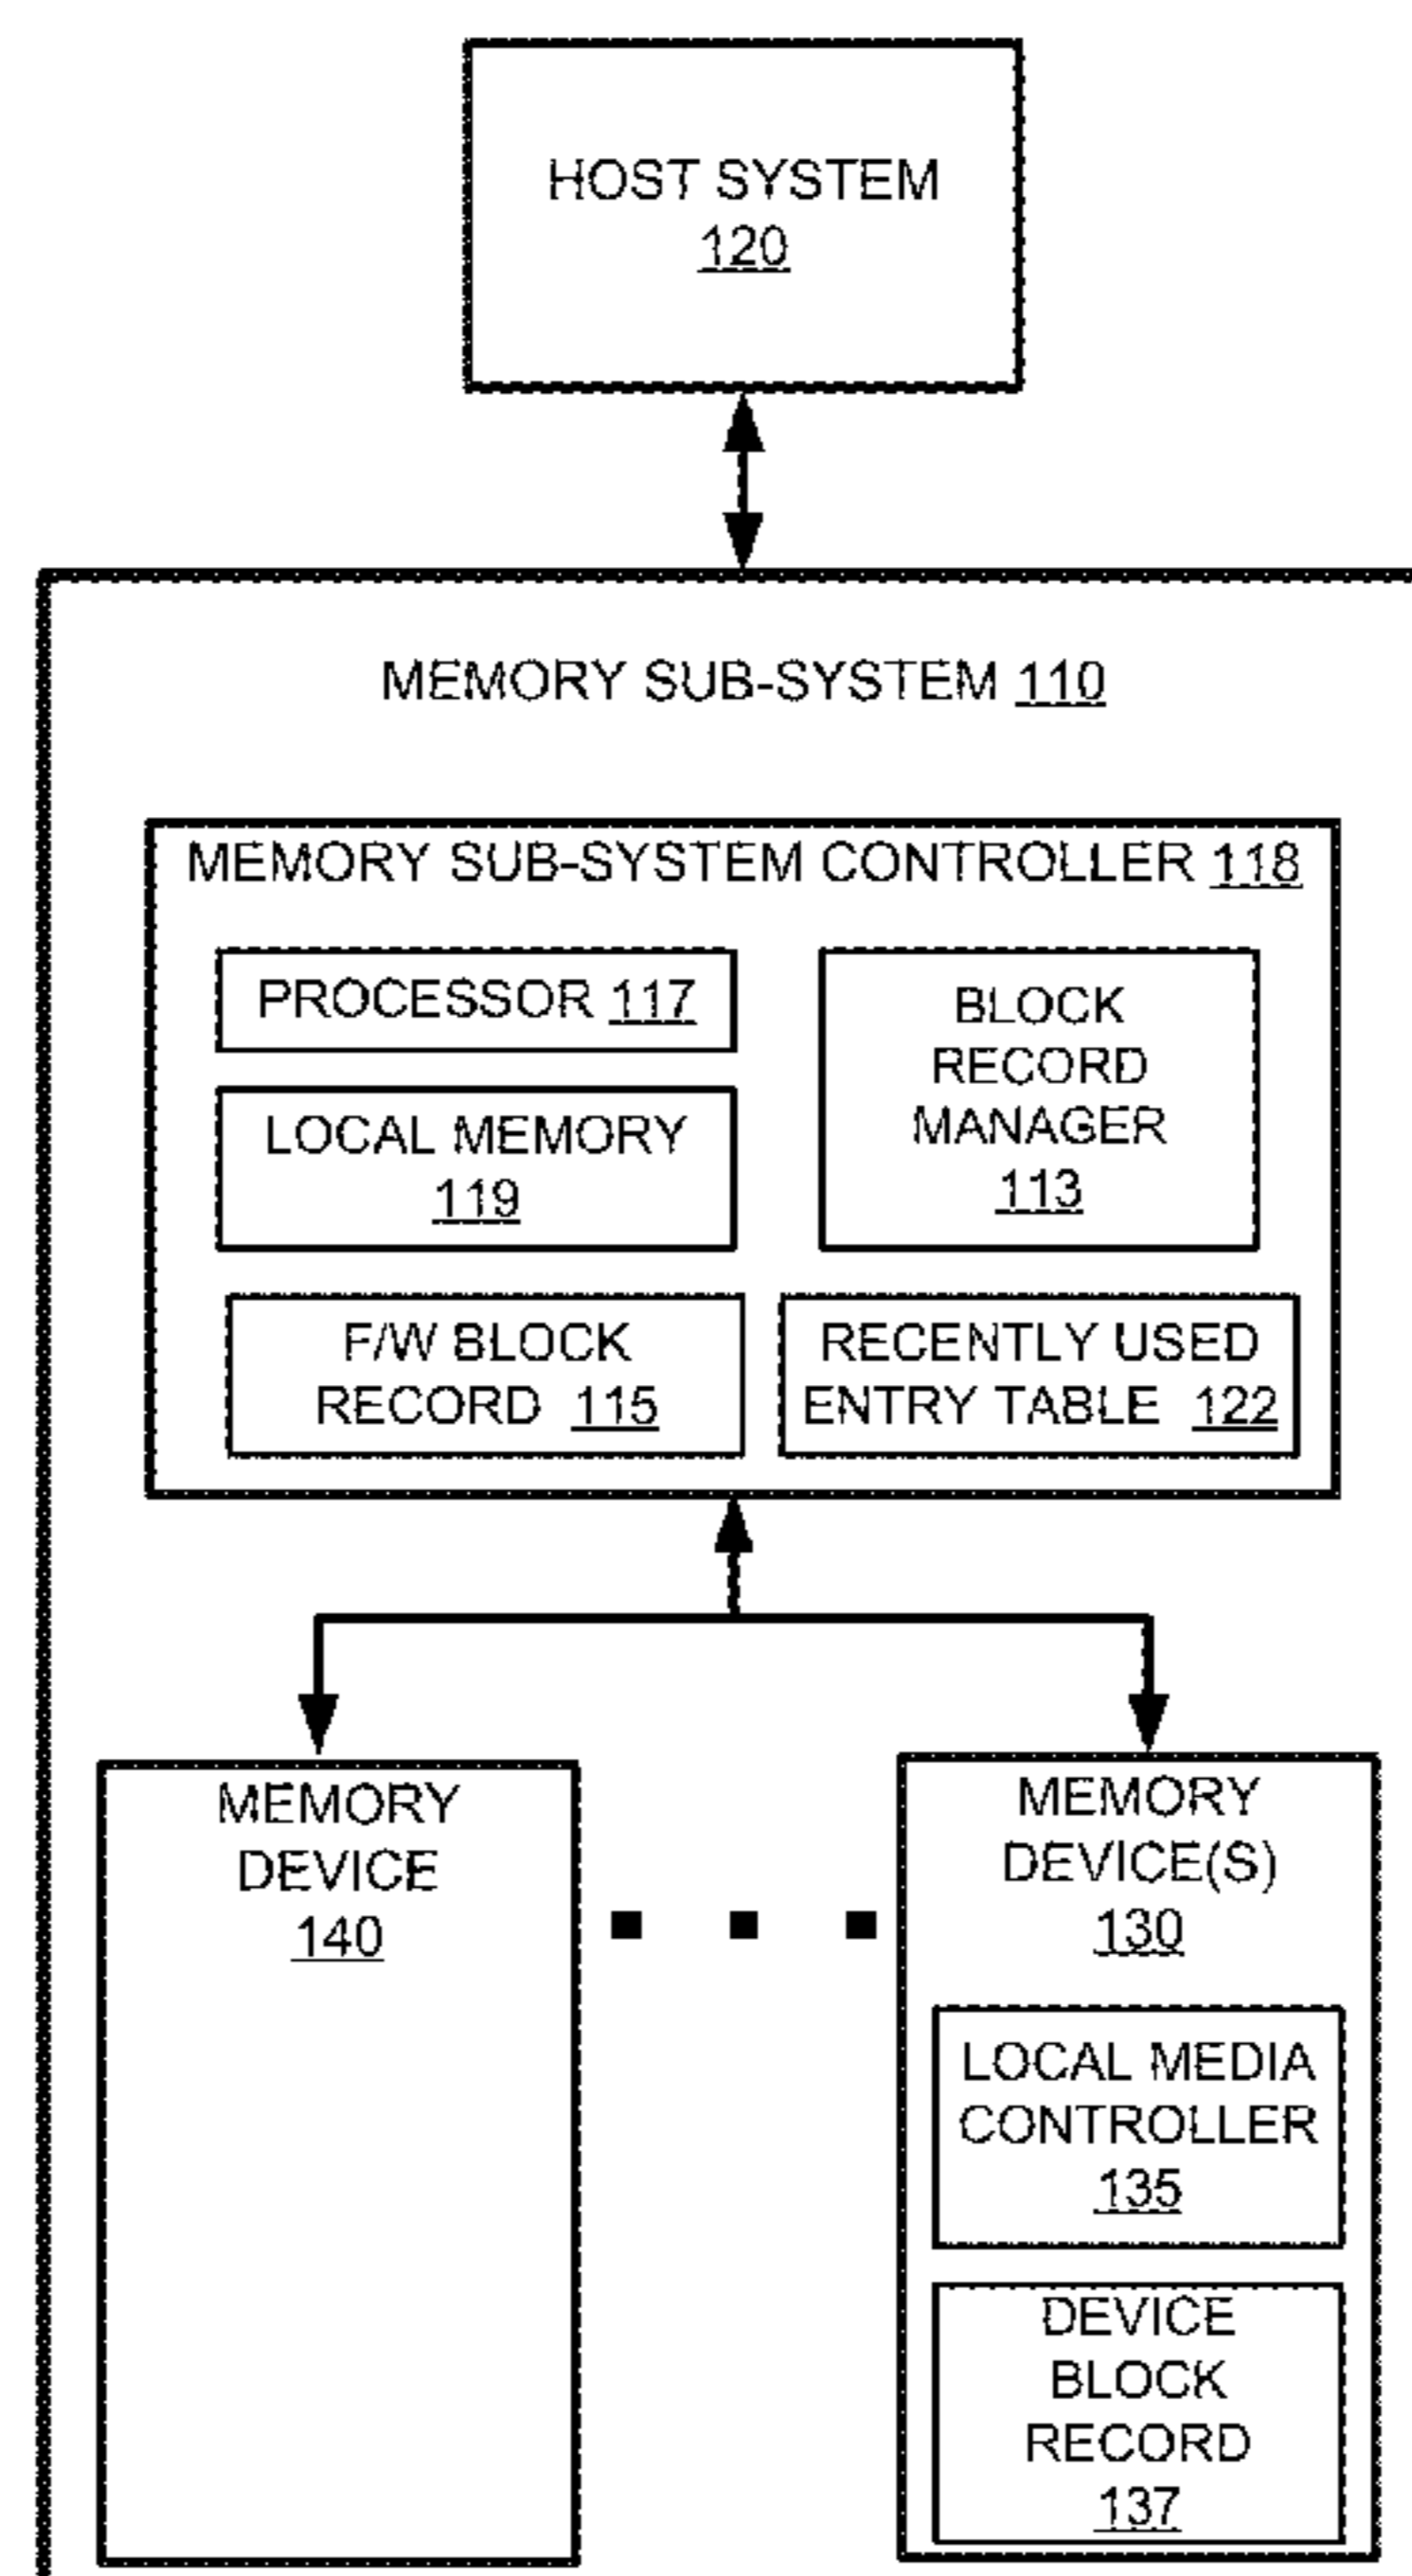 HOST SYSTEM
120
MEMORY SUB-SYSTEM 110
MEMORY SUB-SYSTEM CONTROLLER 118
PROCESSOR 117
LOCAL MEMORY
119
BLOCK
RECORD
MANAGER
113
F/W BLOCK
RECORD 115
RECENTLY USED
ENTRY TABLE 122
MEMORY
DEVICE
140
MEMORY
DEVICE(S)
130
LOCAL MEDIA
CONTROLLER
135
DEVICE
BLOCK
RECORD
137